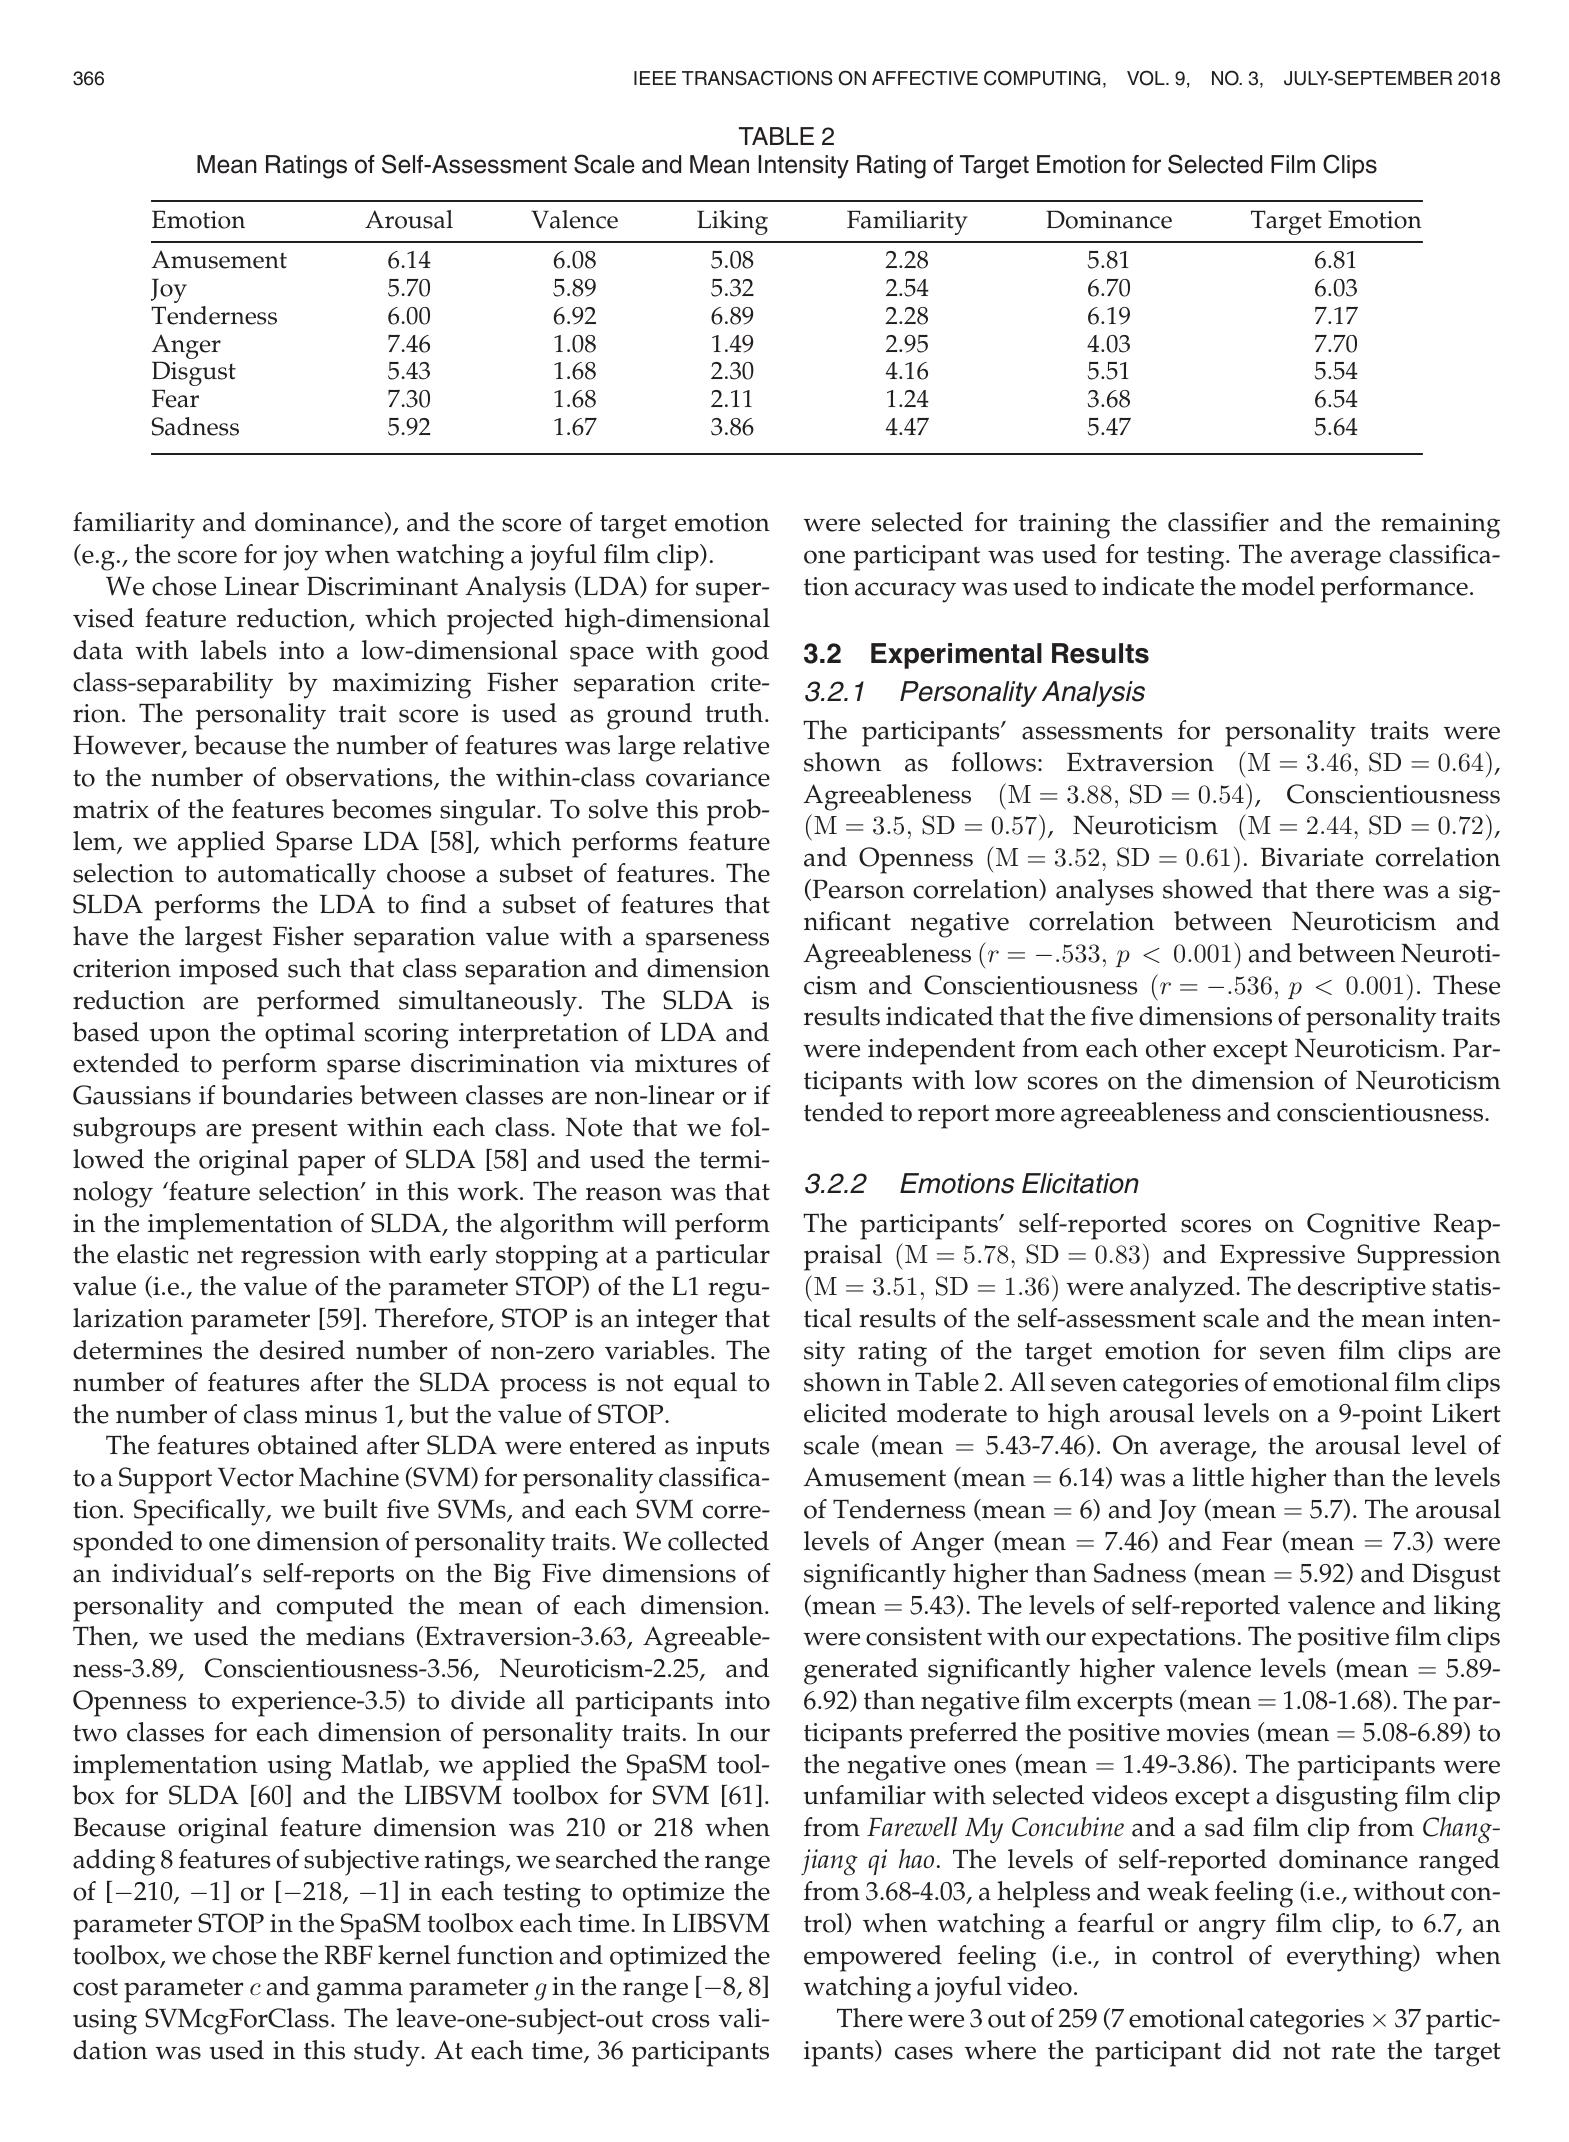 366
IEEE TRANSACTIONS ON AFFECTIVE COMPUTING, VOL. 9, NO. 3, JULY-SEPTEMBER 2018
TABLE 2
Mean Ratings of Self-Assessment Scale and Mean Intensity Rating of Target Emotion for Selected Film Clips
Emotion Arousal Valence Liking Familiarity Dominance Target Emotion
Amusement 6.14 6.08 5.08 2.28 5.81 6.81
Joy 5.70 5.89 5.32 2.54 6.70 6.03
Tenderness 6.00 6.92 6.89 2.28 6.19 7.17
Anger 7.46 1.08 1.49 2.95 4.03 7.70
Disgust 5.43 1.68 2.30 4.16 5.51 5.54
Fear 7.30 1.68 2.11 1.24 3.68 6.54
Sadness 5.92 1.67 3.86 4.47 5.47 5.64
familiarity and dominance), and the score of target emotion
(e.g., the score for joy when watching a joyful film clip).
We chose Linear Discriminant Analysis (LDA) for super-
vised feature reduction, which projected high-dimensional
data with labels into a low-dimensional space with good
class-separability by maximizing Fisher separation crite-
rion. The personality trait score is used as ground truth.
However, because the number of features was large relative
to the number of observations, the within-class covariance
matrix of the features becomes singular. To solve this prob-
lem, we applied Sparse LDA [58], which performs feature
selection to automatically choose a subset of features. The
SLDA performs the LDA to find a subset of features that
have the largest Fisher separation value with a sparseness
criterion imposed such that class separation and dimension
reduction are performed simultaneously. The SLDA is
based upon the optimal scoring interpretation of LDA and
extended to perform sparse discrimination via mixtures of
Gaussians if boundaries between classes are non-linear or if
subgroups are present within each class. Note that we fol-
lowed the original paper of SLDA [58] and used the termi-
nology ‘feature selection’ in this work. The reason was that
in the implementation of SLDA, the algorithm will perform
the elastic net regression with early stopping at a particular
value (i.e., the value of the parameter STOP) of the L1 regu-
larization parameter [59]. Therefore, STOP is an integer that
determines the desired number of non-zero variables. The
number of features after the SLDA process is not equal to
the number of class minus 1, but the value of STOP.
The features obtained after SLDA were entered as inputs
to a Support Vector Machine (SVM) for personality classifica-
tion. Specifically, we built five SVMs, and each SVM corre-
sponded to one dimension of personality traits. We collected
an individual’s self-reports on the Big Five dimensions of
personality and computed the mean of each dimension.
Then, we used the medians (Extraversion-3.63, Agreeable-
ness-3.89, Conscientiousness-3.56, Neuroticism-2.25, and
Openness to experience-3.5) to divide all participants into
two classes for each dimension of personality traits. In our
implementation using Matlab, we applied the SpaSM tool-
box for SLDA [60] and the LIBSVM toolbox for SVM [61].
Because original feature dimension was 210 or 218 when
adding 8 features of subjective ratings, we searched the range
of [−210, −1] or [−218, −1] in each testing to optimize the
parameter STOP in the SpaSM toolbox each time. In LIBSVM
toolbox, we chose the RBF kernel function and optimized the
cost parameter c and gamma parameter g in the range [−8, 8]
using SVMcgForClass. The leave-one-subject-out cross vali-
dation was used in this study. At each time, 36 participants
were selected for training the classifier and the remaining
one participant was used for testing. The average classifica-
tion accuracy was used to indicate the model performance.
3.2 Experimental Results
3.2.1 Personality Analysis
The participants’ assessments for personality traits were
shown as follows: Extraversion (M = 3.46, SD = 0.64),
Agreeableness (M = 3.88, SD = 0.54), Conscientiousness
(M = 3.5, SD = 0.57), Neuroticism (M = 2.44, SD = 0.72),
and Openness (M = 3.52, SD = 0.61). Bivariate correlation
(Pearson correlation) analyses showed that there was a sig-
nificant negative correlation between Neuroticism and
Agreeableness (r = −.533, p < 0.001) and between Neuroti-
cism and Conscientiousness (r = −.536, p < 0.001). These
results indicated that the five dimensions of personality traits
were independent from each other except Neuroticism. Par-
ticipants with low scores on the dimension of Neuroticism
tended to report more agreeableness and conscientiousness.
3.2.2 Emotions Elicitation
The participants’ self-reported scores on Cognitive Reap-
praisal (M = 5.78, SD = 0.83) and Expressive Suppression
(M = 3.51, SD = 1.36) were analyzed. The descriptive statis-
tical results of the self-assessment scale and the mean inten-
sity rating of the target emotion for seven film clips are
shown in Table 2. All seven categories of emotional film clips
elicited moderate to high arousal levels on a 9-point Likert
scale (mean = 5.43-7.46). On average, the arousal level of
Amusement (mean = 6.14) was a little higher than the levels
of Tenderness (mean = 6) and Joy (mean = 5.7). The arousal
levels of Anger (mean = 7.46) and Fear (mean = 7.3) were
significantly higher than Sadness (mean = 5.92) and Disgust
(mean = 5.43). The levels of self-reported valence and liking
were consistent with our expectations. The positive film clips
generated significantly higher valence levels (mean = 5.89-
6.92) than negative film excerpts (mean = 1.08-1.68). The par-
ticipants preferred the positive movies (mean = 5.08-6.89) to
the negative ones (mean = 1.49-3.86). The participants were
unfamiliar with selected videos except a disgusting film clip
from Farewell My Concubine and a sad film clip from Chang-
jiang qi hao. The levels of self-reported dominance ranged
from 3.68-4.03, a helpless and weak feeling (i.e., without con-
trol) when watching a fearful or angry film clip, to 6.7, an
empowered feeling (i.e., in control of everything) when
watching a joyful video.
There were 3 out of 259 (7 emotional categories × 37 partic-
ipants) cases where the participant did not rate the target